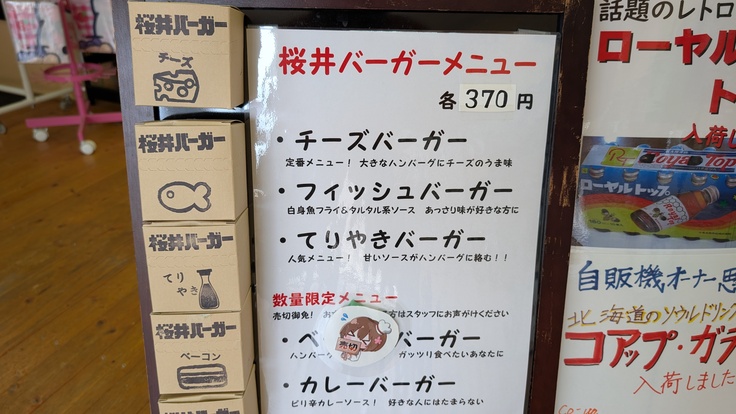 桜井バーガー
チーズ
桜井バーガー
桜井バーガー
てり
やき
桜井バーガー
ベーコン
桜井バーガー
桜井バーガーメニュー
各 370 円
・チーズバーガー
定番メニュー! 大きなハンバーグにチーズのうま味
・フィッシュバーガー
白身魚フライ&タルタル系ソース あっさり味が好きな方に
・てりやきバーガー
人気メニュー! 甘いソースがハンバーグに絡む!!
数量限定メニュー
売切御免! 方はスタッフにお声がけください
売切
・ベ バーガー
ハンバー ガッツリ食べたいあなたに
・カレーバーガー
ピリ辛カレーソース! 好きな人にはたまらない
話題のレトロ
ローヤル
ト
入荷し
ローヤルトップ
自販機オーナー思
北海道のソウルドリンク
コアップ・ガラ
入荷しました